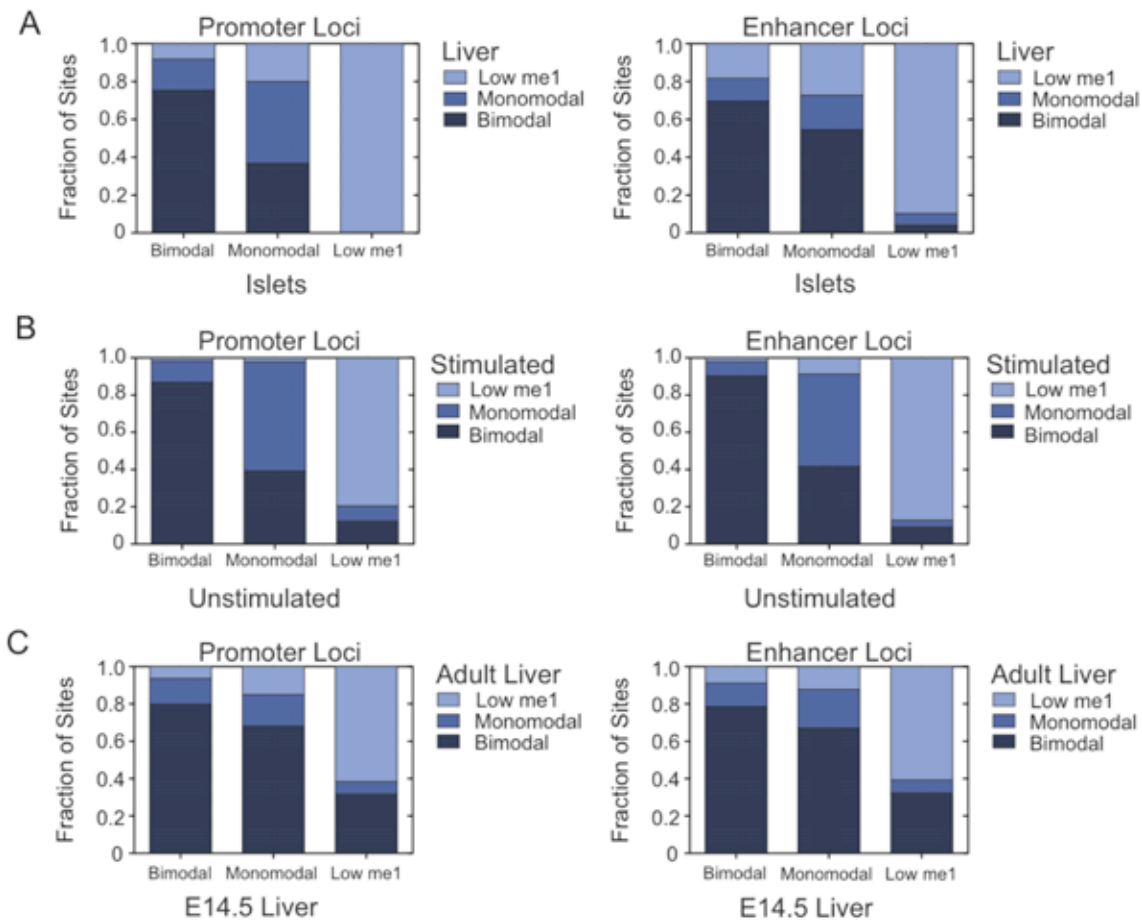 A
Promoter Loci
Fraction of Sites
1.0
0.8
0.6
0.4
0.2
0
Bimodal Monomodal Low me1
Islets
Liver
Low me1
Monomodal
Bimodal
Enhancer Loci
Fraction of Sites
1.0
0.8
0.6
0.4
0.2
0
Bimodal Monomodal Low me1
Islets
Liver
Low me1
Monomodal
Bimodal
B
Promoter Loci
Fraction of Sites
1.0
0.8
0.6
0.4
0.2
0
Bimodal Monomodal Low me1
Unstimulated
Stimulated
Low me1
Monomodal
Bimodal
Enhancer Loci
Fraction of Sites
1.0
0.8
0.6
0.4
0.2
0
Bimodal Monomodal Low me1
Unstimulated
Stimulated
Low me1
Monomodal
Bimodal
C
Promoter Loci
Fraction of Sites
1.0
0.8
0.6
0.4
0.2
0
Bimodal Monomodal Low me1
E14.5 Liver
Adult Liver
Low me1
Monomodal
Bimodal
Enhancer Loci
Fraction of Sites
1.0
0.8
0.6
0.4
0.2
0
Bimodal Monomodal Low me1
E14.5 Liver
Adult Liver
Low me1
Monomodal
Bimodal